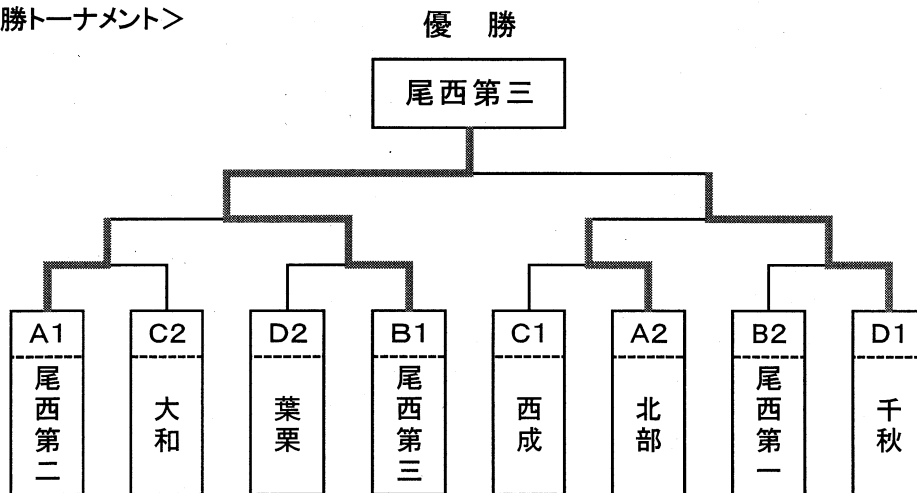 勝トーナメント＞
優　勝
尾西第三
A1
C2
D2
B1
C1
A2
B2
D1
尾西第二
大和
葉栗
尾西第三
西成
北部
尾西第一
千秋